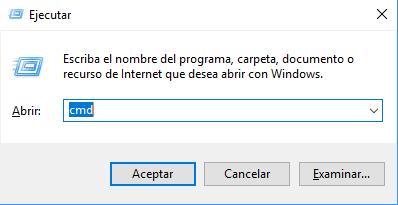 Ejecutar
Escriba el nombre del programa, carpeta, documento o
recurso de Internet que desea abrir con Windows.
Abrir: cmd
Aceptar Cancelar Examinar...